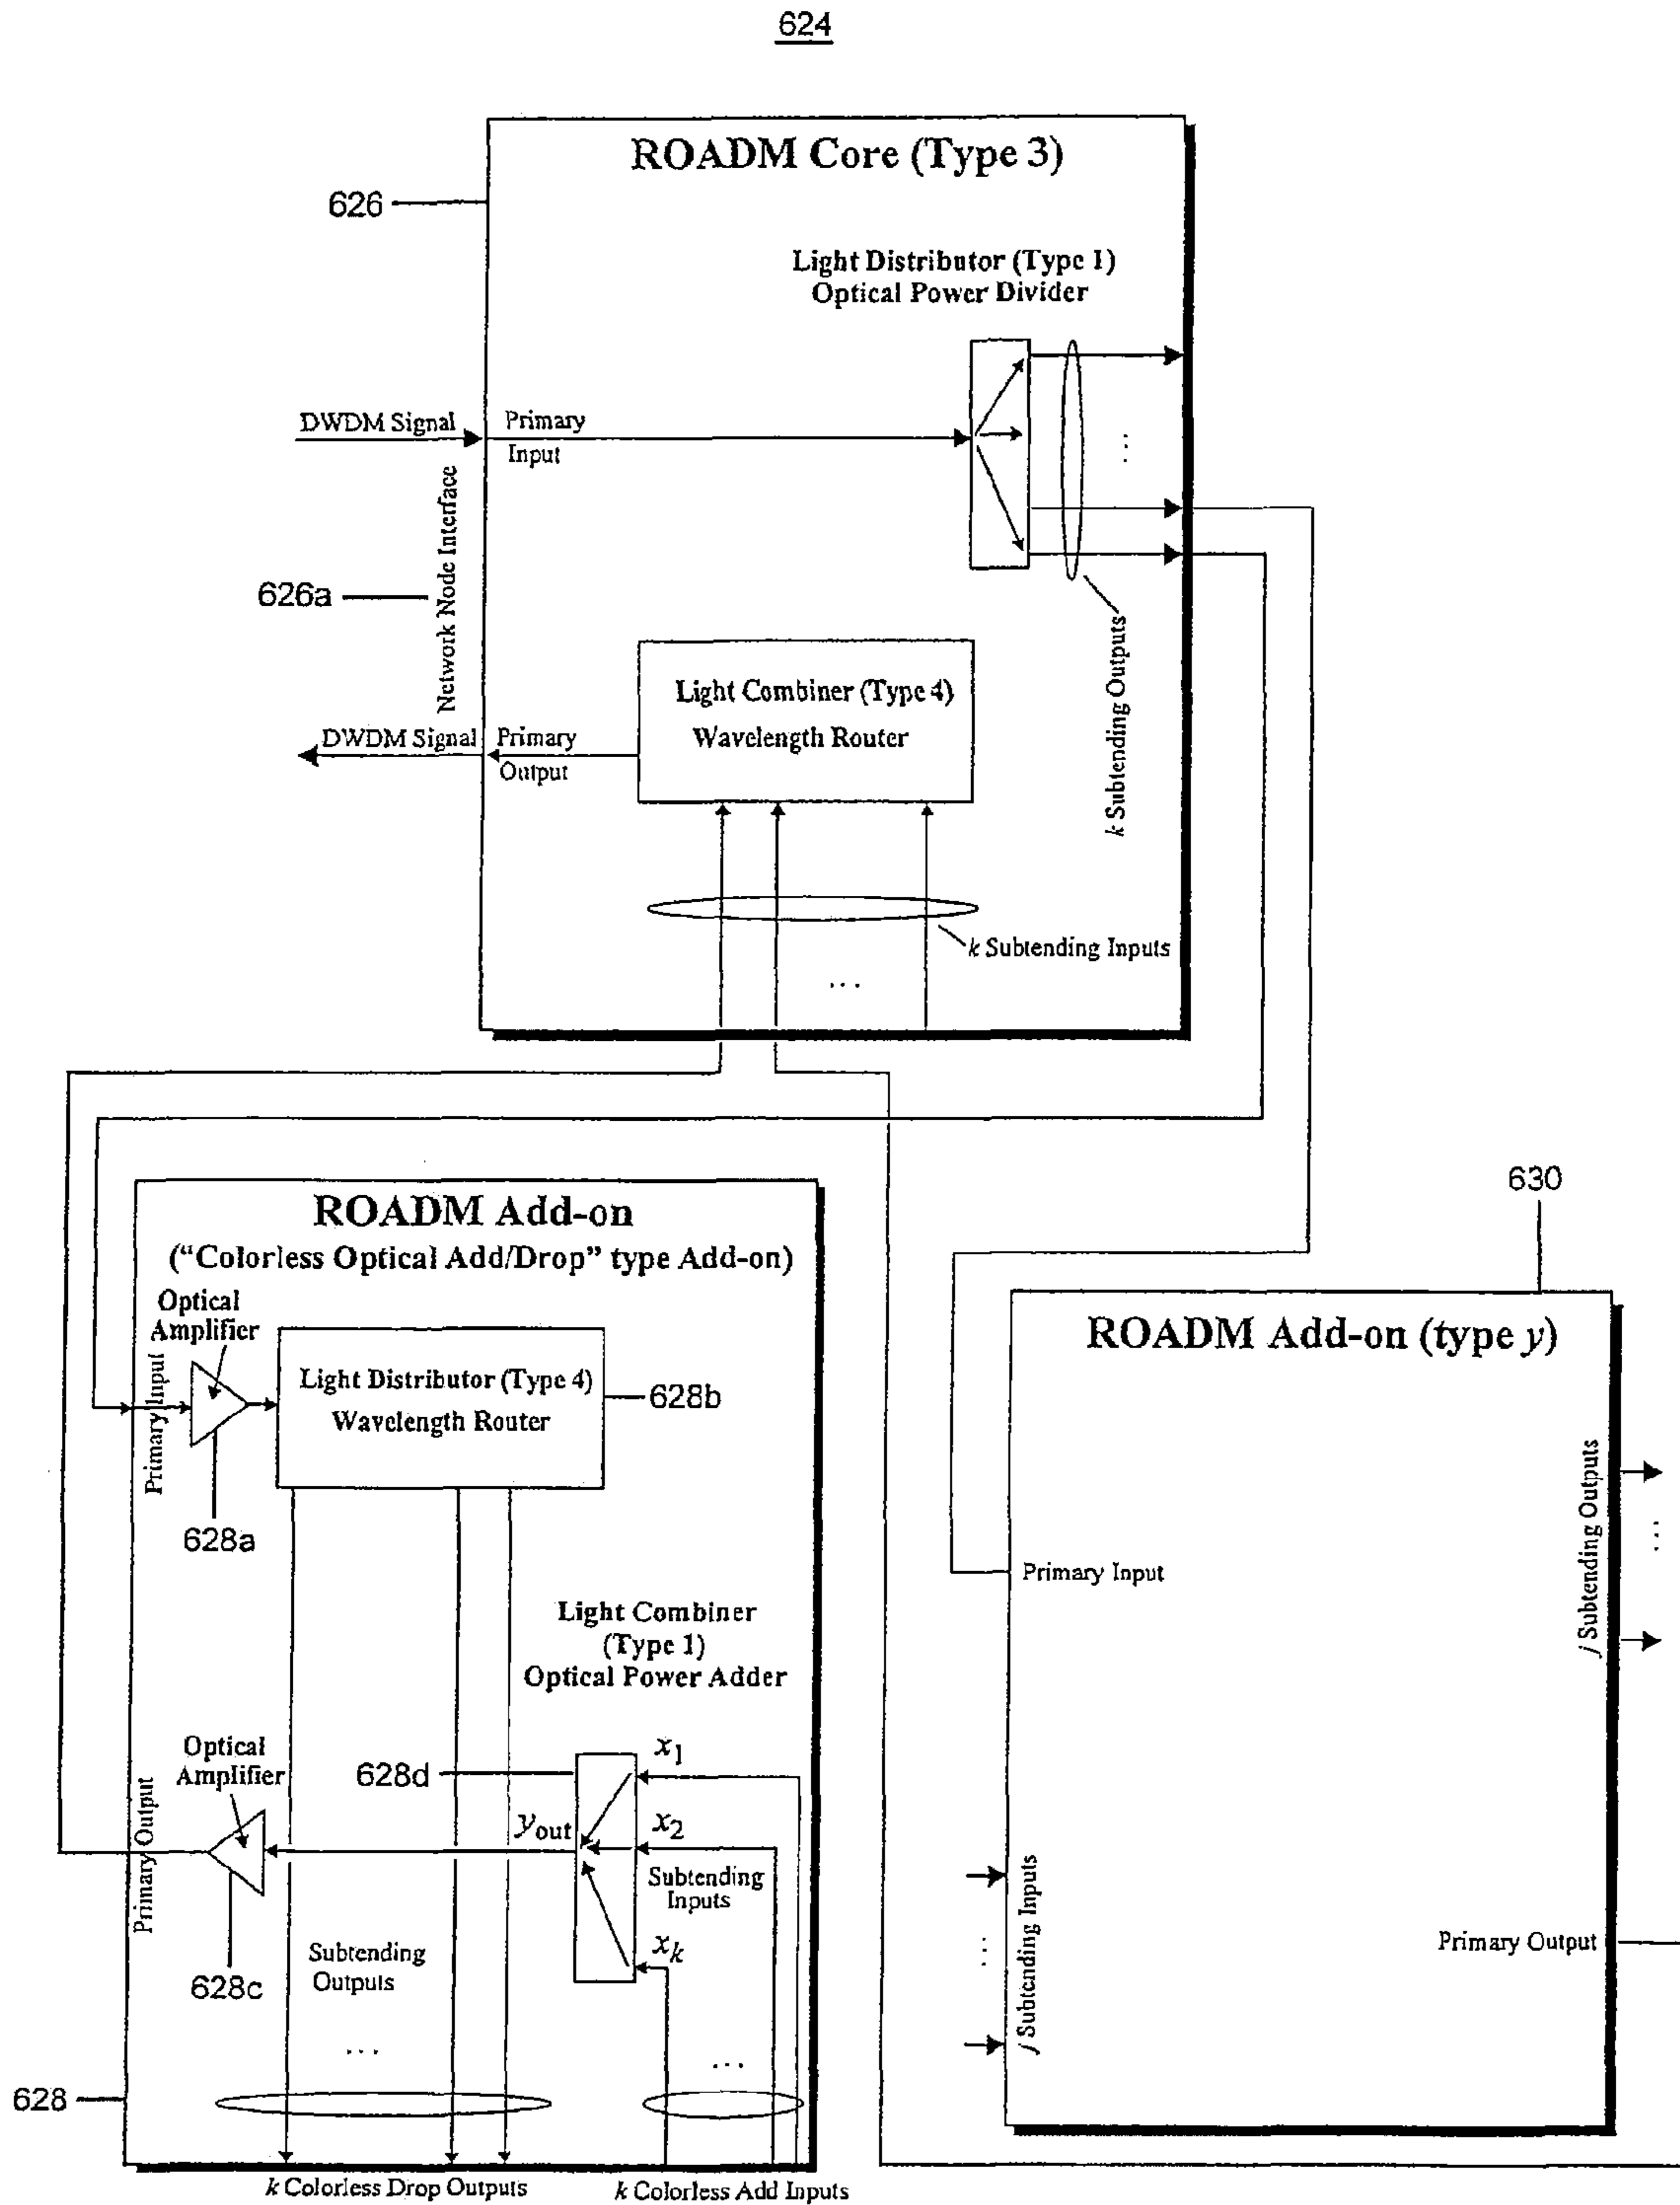 624
ROADM Core (Type 3)
626
Light Distributor (Type 1)
Optical Power Divider
DWDM Signal
Primary
Input
...
Network Node Interface
626a
k Subtending Outputs
Light Combiner (Type 4)
Wavelength Router
DWDM Signal
Primary
Output
k Subtending Inputs
...
ROADM Add-on
("Colorless Optical Add/Drop" type Add-on)
Optical
Amplifier
Primary Input
Light Distributor (Type 4)
Wavelength Router
628b
628a
Light Combiner
(Type 1)
Optical Power Adder
Optical
Amplifier
628d
x1
yout
x2
Subtending
Inputs
xk
Primary Output
628c
Subtending
Outputs
...
...
628
k Colorless Drop Outputs
k Colorless Add Inputs
630
ROADM Add-on (type y)
j Subtending Outputs
...
Primary Input
j Subtending Inputs
...
Primary Output